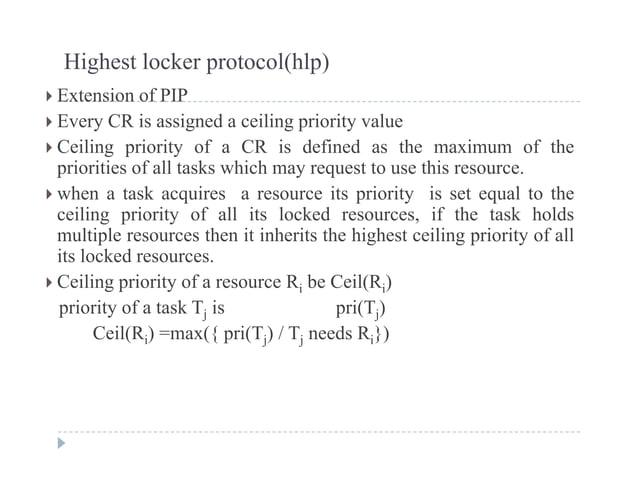 Highest locker protocol(hlp)
Extension of PIP
Every CR is assigned a ceiling priority value
Ceiling priority of a CR is defined as the maximum of the
priorities of all tasks which may request to use this resource.
when a task acquires a resource its priority is set equal to the
ceiling priority of all its locked resources, if the task holds
multiple resources then it inherits the highest ceiling priority of all
its locked resources.
Ceiling priority of a resource Ri be Ceil(Ri)
priority of a task Tj is pri(Tj)
Ceil(Ri) =max({ pri(Tj) / Tj needs Ri})